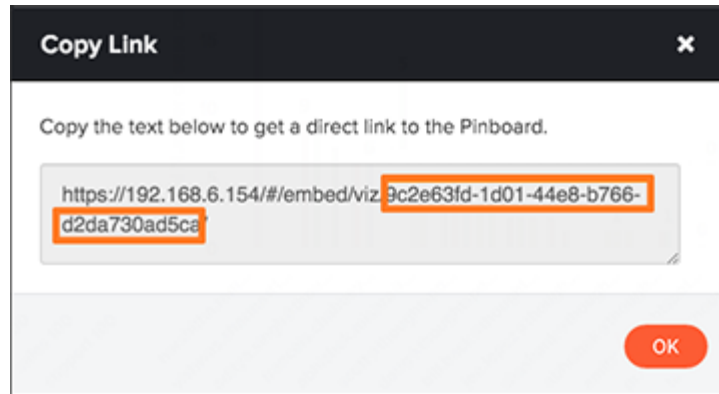 Copy Link
Copy the text below to get a direct link to the Pinboard.
https://192.168.6.154/#/embed/viz/9c2e63fd-1d01-44e8-b766-
d2da730ad5ca/
OK